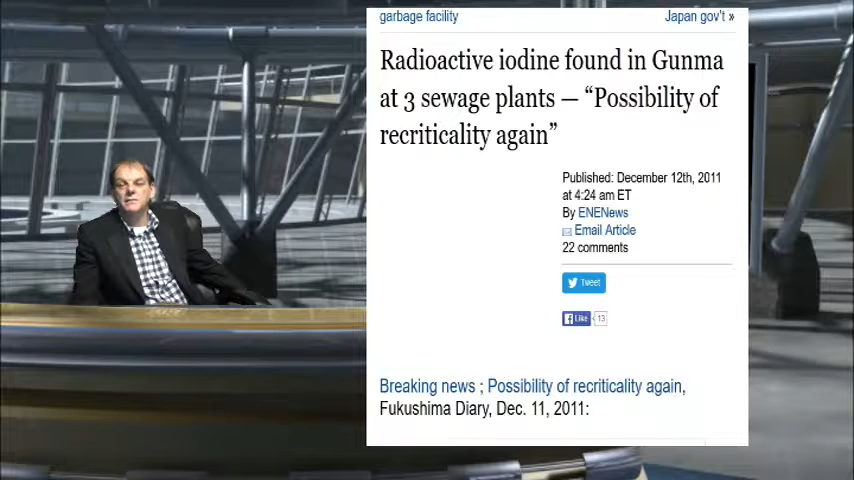 garbage facility
Japan gov't »
Radioactive iodine found in Gunma
at 3 sewage plants — “Possibility of
recriticality again”
Published: December 12th, 2011
at 4:24 am ET
By ENENews
Email Article
22 comments
Tweet
Like 13
Breaking news ; Possibility of recriticality again,
Fukushima Diary, Dec. 11, 2011: